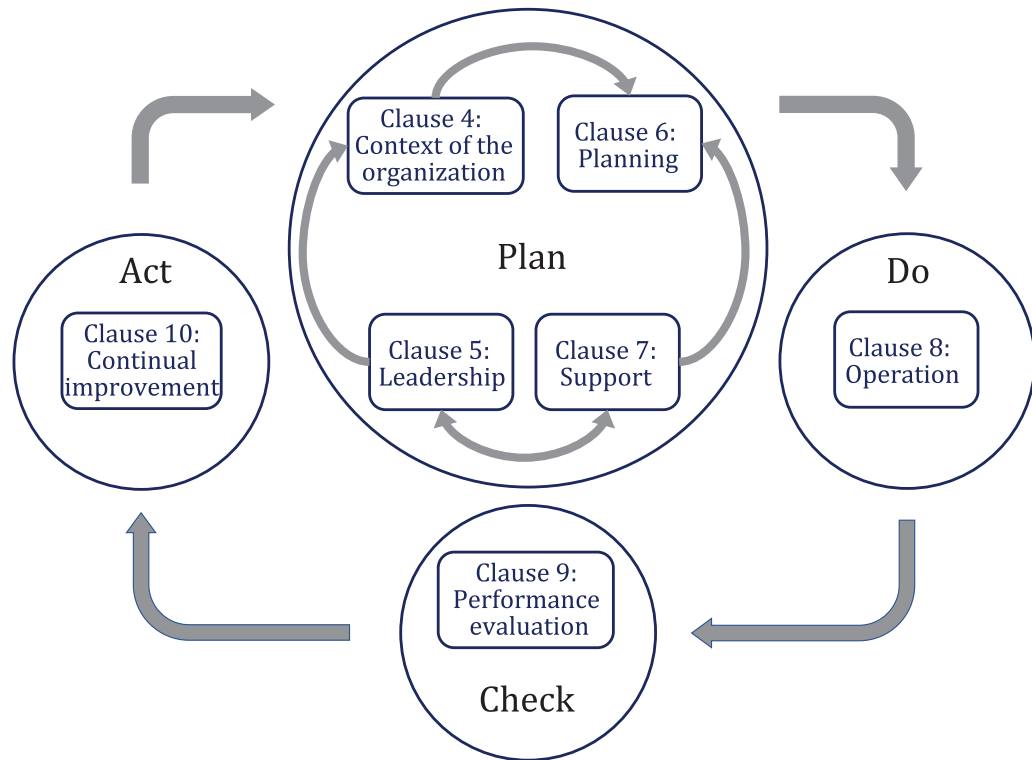 Clause 4:
Context of the
organization
Clause 6:
Planning
Plan
Clause 5:
Leadership
Clause 7:
Support
Do
Clause 8:
Operation
Clause 9:
Performance
evaluation
Check
Act
Clause 10:
Continual
improvement